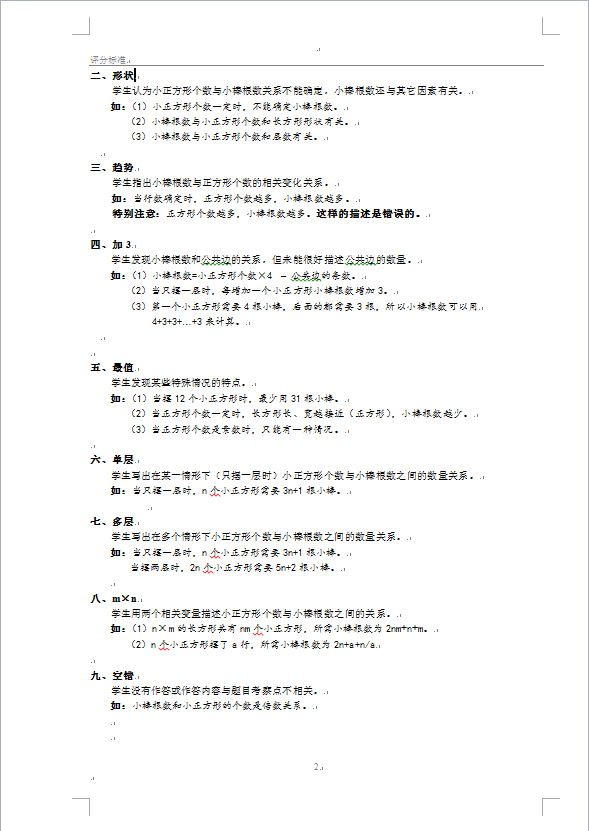 评分标准
二、形状
学生认为小正方形个数与小棒根数关系不能确定，小棒根数还与其它因素有关。
如：（1）小正方形个数一定时，不能确定小棒根数。
（2）小棒根数与小正方形个数和长方形形状有关。
（3）小棒根数与小正方形个数和层数有关。
三、趋势
学生指出小棒根数与正方形个数的相关变化关系。
如：当行数确定时，正方形个数越多，小棒根数越多。
特别注意：正方形个数越多，小棒根数越多。这样的描述是错误的。
四、加 3
学生发现小棒根数和公共边的关系，但未能很好描述公共边的数量。
如：（1）小棒根数=小正方形个数×4 － 公共边的条数。
（2）当只摆一层时，每增加一个小正方形小棒根数增加 3。
（3）第一个小正方形需要 4 根小棒，后面的都需要 3 根，所以小棒根数可以用
4+3+3+…+3 来计算。
五、最值
学生发现某些特殊情况的特点。
如：（1）当摆 12 个小正方形时，最少用 31 根小棒。
（2）当正方形个数一定时，长方形长、宽越接近（正方形），小棒根数越少。
（3）当正方形个数是素数时，只能有一种情况。
六、单层
学生写出在某一情形下（只摆一层时）小正方形个数与小棒根数之间的数量关系。
如：当只摆一层时，n 个小正方形需要 3n+1 根小棒。
七、多层
学生写出在多个情形下小正方形个数与小棒根数之间的数量关系。
如：当只摆一层时，n 个小正方形需要 3n+1 根小棒。
当摆两层时，2n 个小正方形需要 5n+2 根小棒。
八、m×n
学生用两个相关变量描述小正方形个数与小棒根数之间的关系。
如：（1）n×m 的长方形共有 nm 个小正方形，所需小棒根数为 2nm+n+m。
（2）n 个小正方形摆了 a 行，所需小棒根数为 2n+a+n/a
九、空错
学生没有作答或作答内容与题目考察点不相关。
如：小棒根数和小正方形的个数是倍数关系。
2